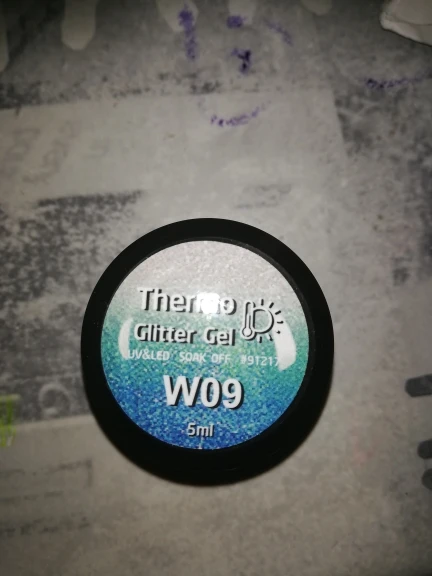 Thermo
Glitter Gel
UV&LED SOAK OFF #91217
W09
5ml